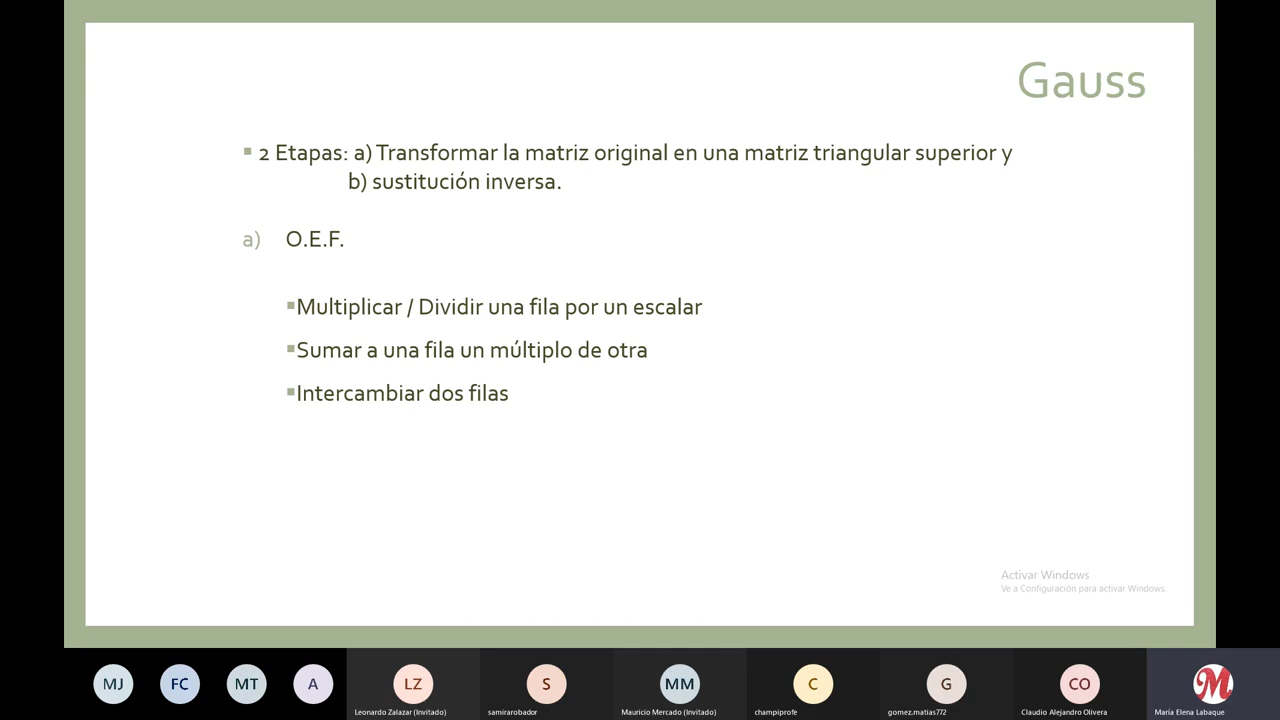 Gauss
2 Etapas: a) Transformar la matriz original en una matriz triangular superior y
b) sustitución inversa.
a) O.E.F.
Multiplicar / Dividir una fila por un escalar
Sumar a una fila un múltiplo de otra
Intercambiar dos filas
Activar Windows
Ve a Configuración para activar Windows.
MJ FC MT A LZ S MM C G CO M
Leonardo Zalazar (Invitado) samirarobador Mauricio Mercado (Invitado) champiprofe gomez.matias772 Claudio Alejandro Olivera María Elena Labaque